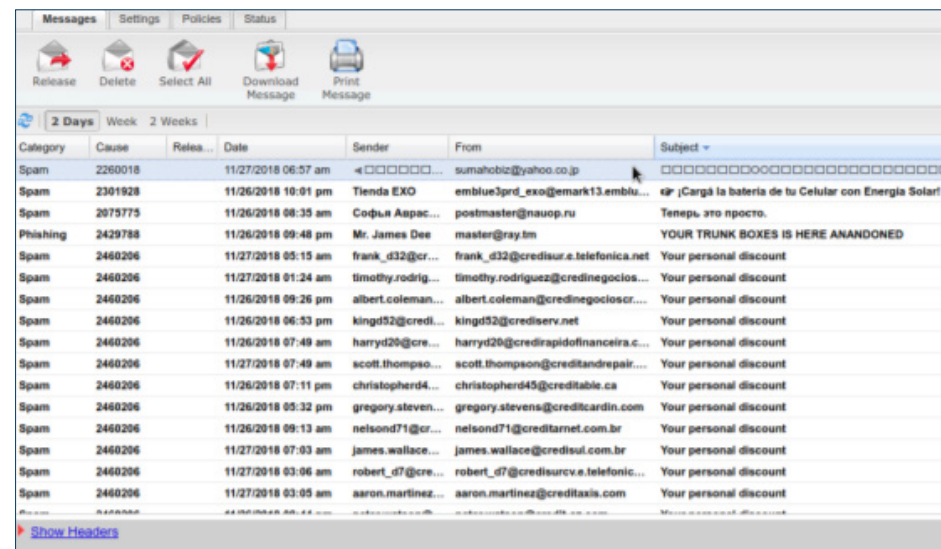 Messages Settings Policies Status
Release Delete Select All Download Message Print Message
2 Days Week 2 Weeks
Category Cause Relea... Date Sender From Subject
Spam 2260018 11/27/2018 06:57 am sumahobiz@yahoo.co.jp
Spam 2301928 11/26/2018 10:01 pm Tienda EXO emblue3prd_exo@emark13.emblu... ¡Cargá la batería de tu Celular con Energía Solar!
Spam 2075775 11/26/2018 08:35 am Софья Аврас... postmaster@nauop.ru Теперь это просто.
Phishing 2429788 11/26/2018 09:48 pm Mr. James Dee master@ray.tm YOUR TRUNK BOXES IS HERE ANANDONED
Spam 2460206 11/27/2018 05:15 am frank_d32@cr... frank_d32@credisur.e.telefonica.net Your personal discount
Spam 2460206 11/27/2018 01:24 am timothy.rodrig... timothy.rodriguez@credinegocios... Your personal discount
Spam 2460206 11/26/2018 09:26 pm albert.coleman... albert.coleman@credinegocioscr.... Your personal discount
Spam 2460206 11/26/2018 06:53 pm kingd52@credi... kingd52@crediserv.net Your personal discount
Spam 2460206 11/26/2018 07:49 am harryd20@cre... harryd20@credirapidofinanceira.c... Your personal discount
Spam 2460206 11/27/2018 07:49 am scott.thompso... scott.thompson@creditandrepair.... Your personal discount
Spam 2460206 11/26/2018 07:11 pm christopherd4... christopherd45@creditable.ca Your personal discount
Spam 2460206 11/26/2018 05:32 pm gregory.steven... gregory.stevens@creditcardin.com Your personal discount
Spam 2460206 11/26/2018 09:13 am nelsond71@cr... nelsond71@creditarnet.com.br Your personal discount
Spam 2460206 11/27/2018 07:03 am james.wallace... james.wallace@credisul.com.br Your personal discount
Spam 2460206 11/27/2018 03:06 am robert_d7@cre... robert_d7@credisurcv.e.telefonic... Your personal discount
Spam 2460206 11/27/2018 03:05 am aaron.martinez... aaron.martinez@creditaxis.com Your personal discount
Show Headers